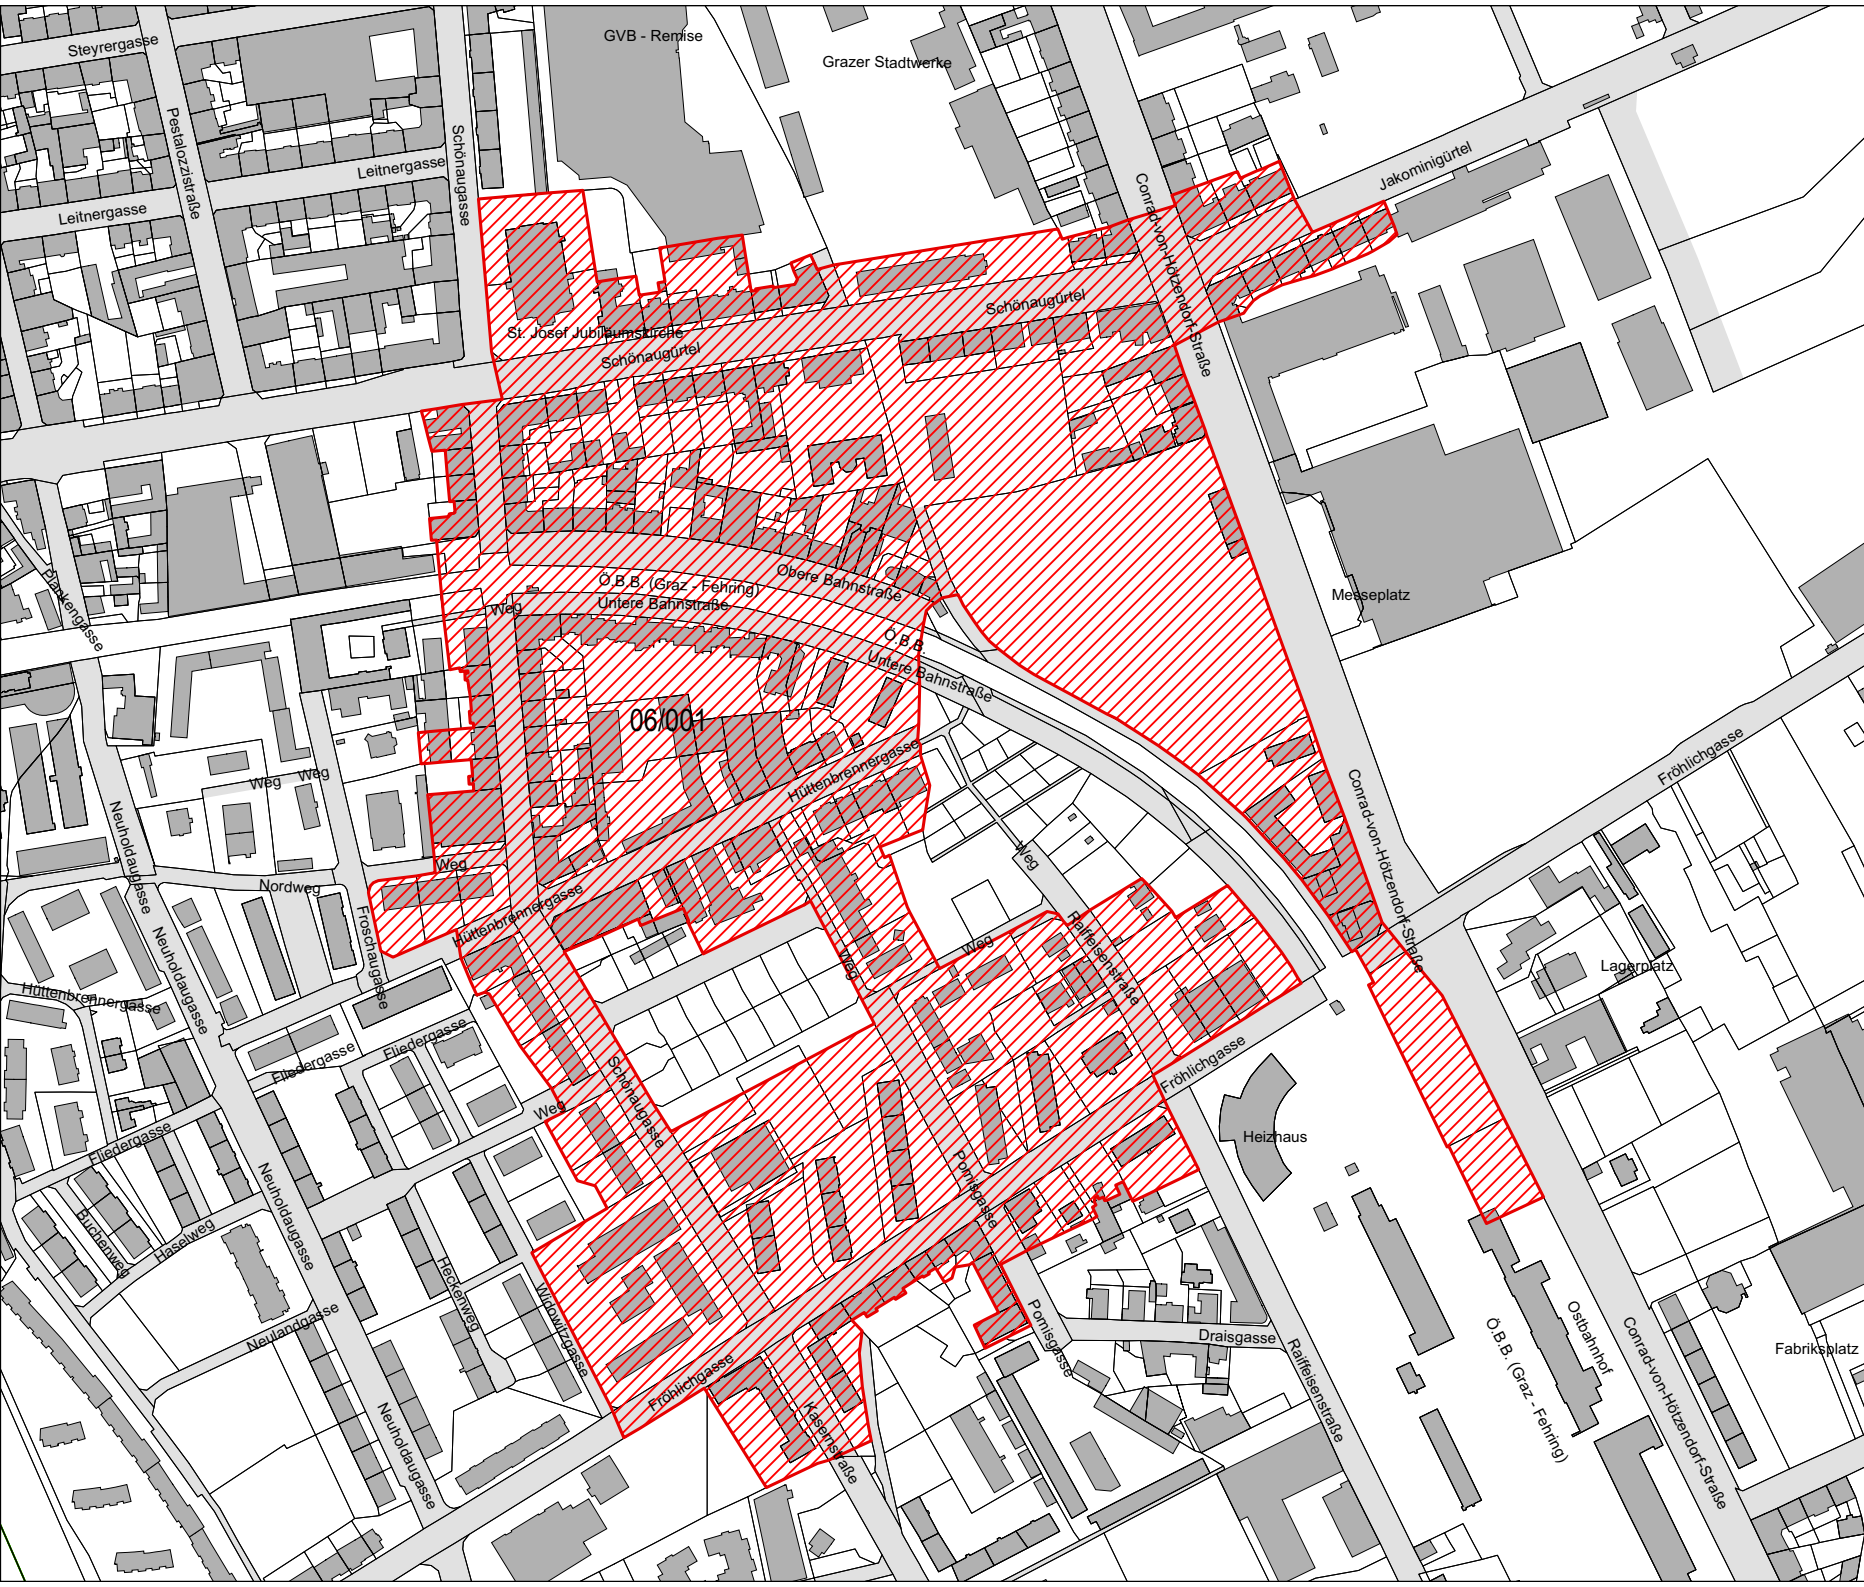 GVB - Remise
Steyrergasse
Grazer Stadtwerke
Pestalozzistraße
Schönaugasse
Leitnergasse
Jakominigürtel
Leitnergasse
Conrad-von-Hötzendorf-Straße
Schönaugürtel
St. Josef Jubiläumskirche
Schönaugürtel
Plankengasse
Obere Bahnstraße
Ö.B.B. (Graz - Fehring)
Untere Bahnstraße
Weg
Messeplatz
Ö.B.B.
Untere Bahnstraße
06/001
Hüttenbrennergasse
Fröhlichgasse
Weg
Weg
Neuholdaugasse
Conrad-von-Hötzendorf-Straße
Weg
Weg
Nordweg
Froschaugasse
Hüttenbrennergasse
Neuholdaugasse
Weg
Weg
Raiffeisenstraße
Lagerplatz
Hüttenbrennergasse
Fliedergasse
Fliedergasse
Schönaugasse
Fröhlichgasse
Weg
Heizhaus
Fliedergasse
Pomisgasse
Neuholdaugasse
Buchenweg
Haselweg
Heckenweg
Widowitzgasse
Neulandgasse
Pomisgasse
Draisgasse
Raiffeisenstraße
Ö.B.B. (Graz - Fehring)
Ostbahnhof
Conrad-von-Hötzendorf-Straße
Fabriksplatz
Fröhlichgasse
Kasernstraße
Neuholdaugasse